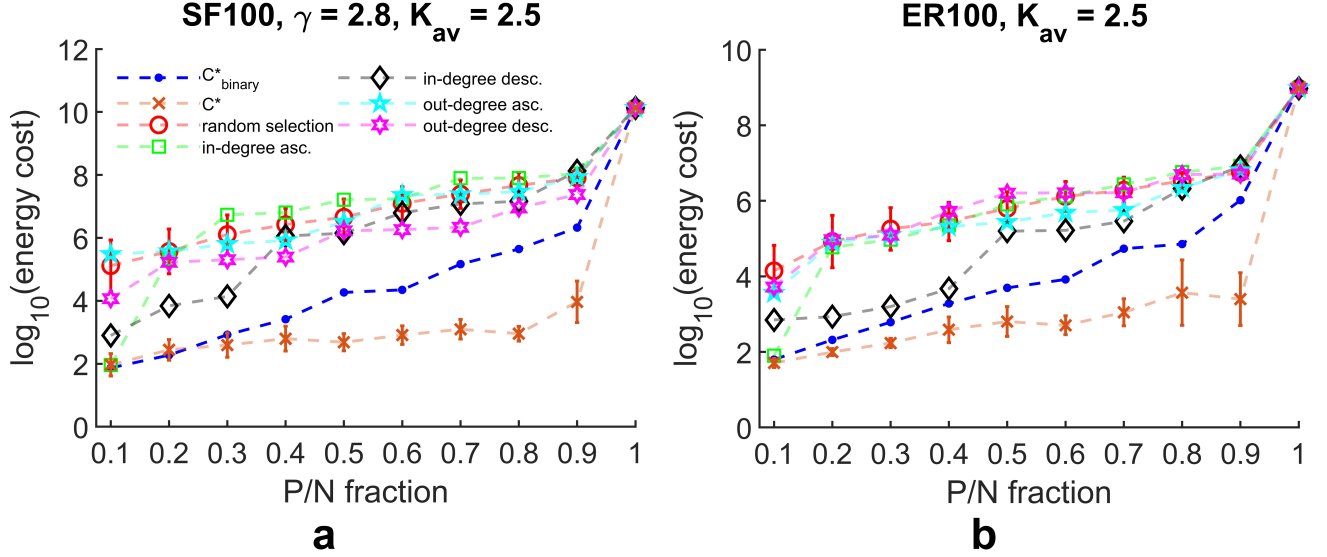 SF100, γ = 2.8, K_av = 2.5
12
10
8
6
4
2
0
log10(energy cost)
C*binary
C*
random selection
in-degree asc.
in-degree desc.
out-degree asc.
out-degree desc.
0.1 0.2 0.3 0.4 0.5 0.6 0.7 0.8 0.9 1
P/N fraction
a
ER100, K_av = 2.5
10
8
6
4
2
0
log10(energy cost)
0.1 0.2 0.3 0.4 0.5 0.6 0.7 0.8 0.9 1
P/N fraction
b